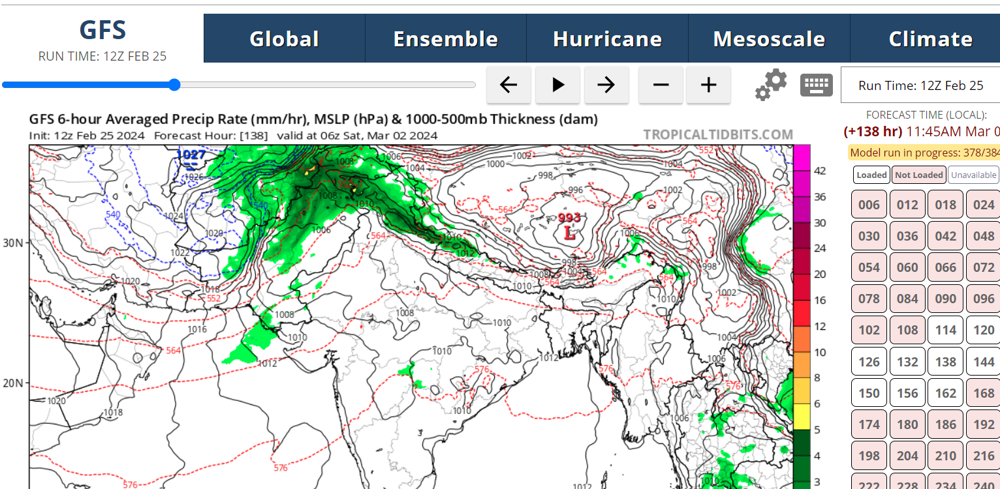 GFS
RUN TIME: 12Z FEB 25
Global
Ensemble
Hurricane
Mesoscale
Climate
Run Time: 12Z Feb 25
GFS 6-hour Averaged Precip Rate (mm/hr), MSLP (hPa) & 1000-500mb Thickness (dam)
Init: 12z Feb 25 2024 Forecast Hour: [138] valid at 06z Sat, Mar 02 2024
TROPICALTIDBITS.COM
FORECAST TIME (LOCAL):
(+138 hr) 11:45AM Mar 0
Model run in progress: 378/384
Loaded Not Loaded Unavailable
006 012 018 024
030 036 042 048
054 060 066 072
078 084 090 096
102 108 114 120
126 132 138 144
150 156 162 168
174 180 186 192
198 204 210 216
222 228 234 240
42
36
30
24
20
16
12
10
8
6
5
4
3
30N
20N
1027
1026
1008
1006
1004
1002
1000
998
996
1004
1002
552
540
540
1024
1020
1022
1008
1010
1006
564
564
993
L
564
1006
1010
1012
998
1004
564
564
1008
1010
998
564
1020
1018
552
1016
1008
1010
1012
1008
1010
1010
1002
1004
1006
564
1010
576
1012
576
576
1020
1018
1010
1006
576
576
1012
1010